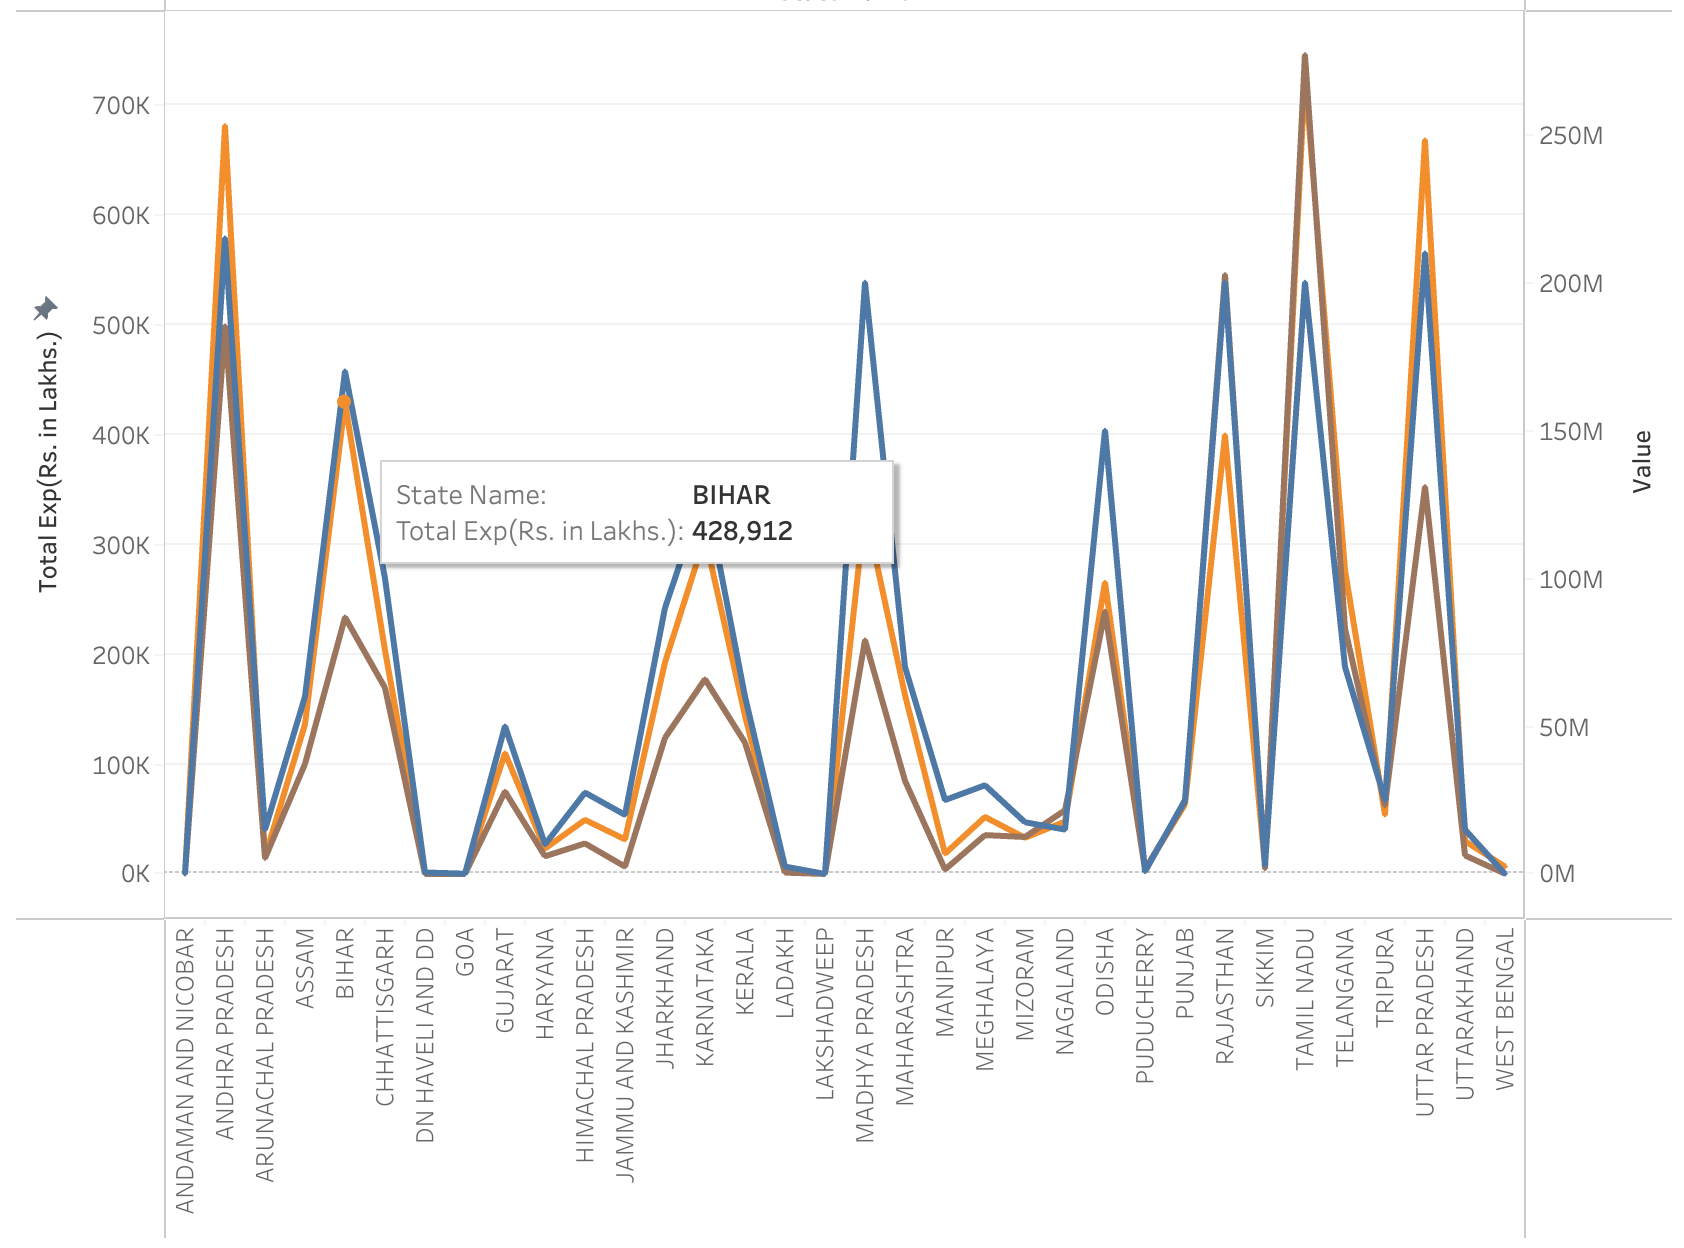 700K
600K
500K
400K
300K
200K
100K
0K
Total Exp(Rs. in Lakhs.)
250M
200M
150M
100M
50M
0M
Value
State Name: BIHAR
Total Exp(Rs. in Lakhs.): 428,912
ANDAMAN AND NICOBAR
ANDHRA PRADESH
ARUNACHAL PRADESH
ASSAM
BIHAR
CHHATTISGARH
DN HAVELI AND DD
GOA
GUJARAT
HARYANA
HIMACHAL PRADESH
JAMMU AND KASHMIR
JHARKHAND
KARNATAKA
KERALA
LADAKH
LAKSHADWEEP
MADHYA PRADESH
MAHARASHTRA
MANIPUR
MEGHALAYA
MIZORAM
NAGALAND
ODISHA
PUDUCHERRY
PUNJAB
RAJASTHAN
SIKKIM
TAMIL NADU
TELANGANA
TRIPURA
UTTAR PRADESH
UTTARAKHAND
WEST BENGAL